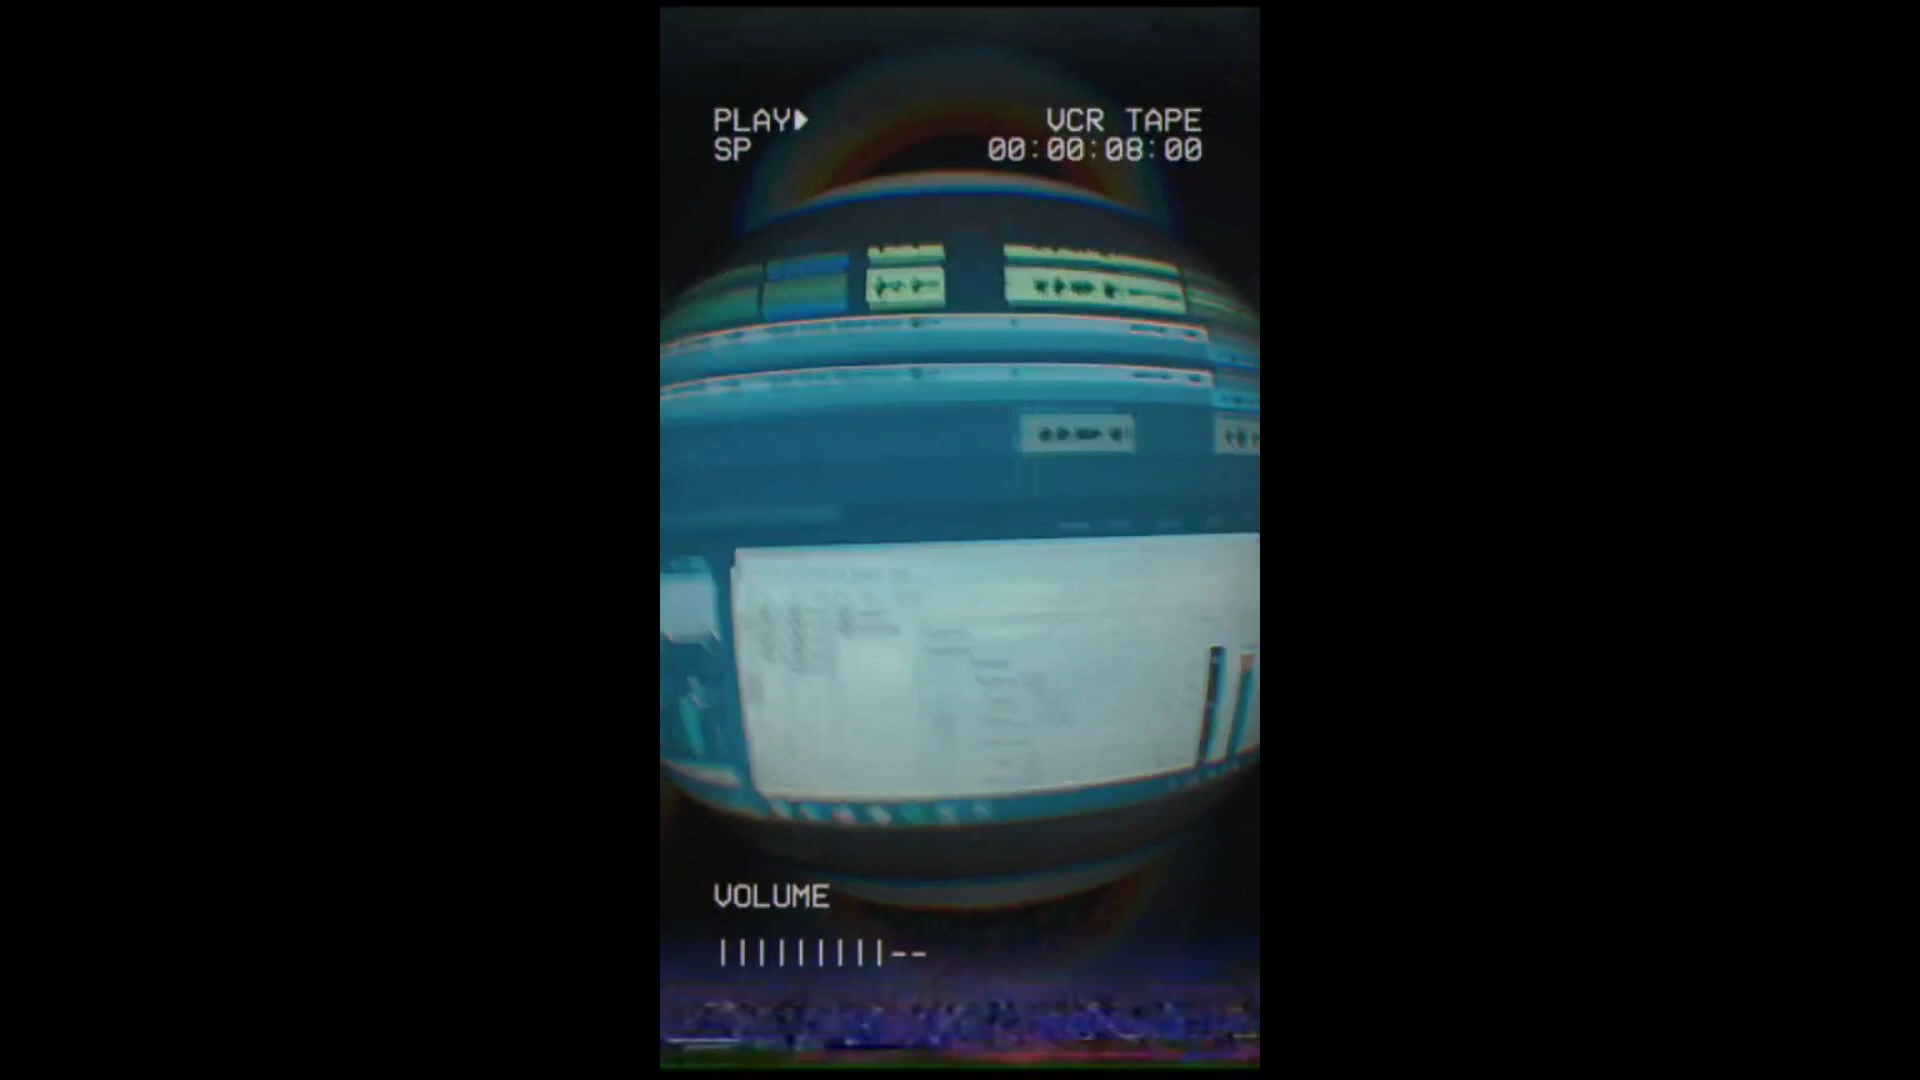 PLAY▶
SP
VCR TAPE
00:00:08:00
VOLUME
|||||||||--